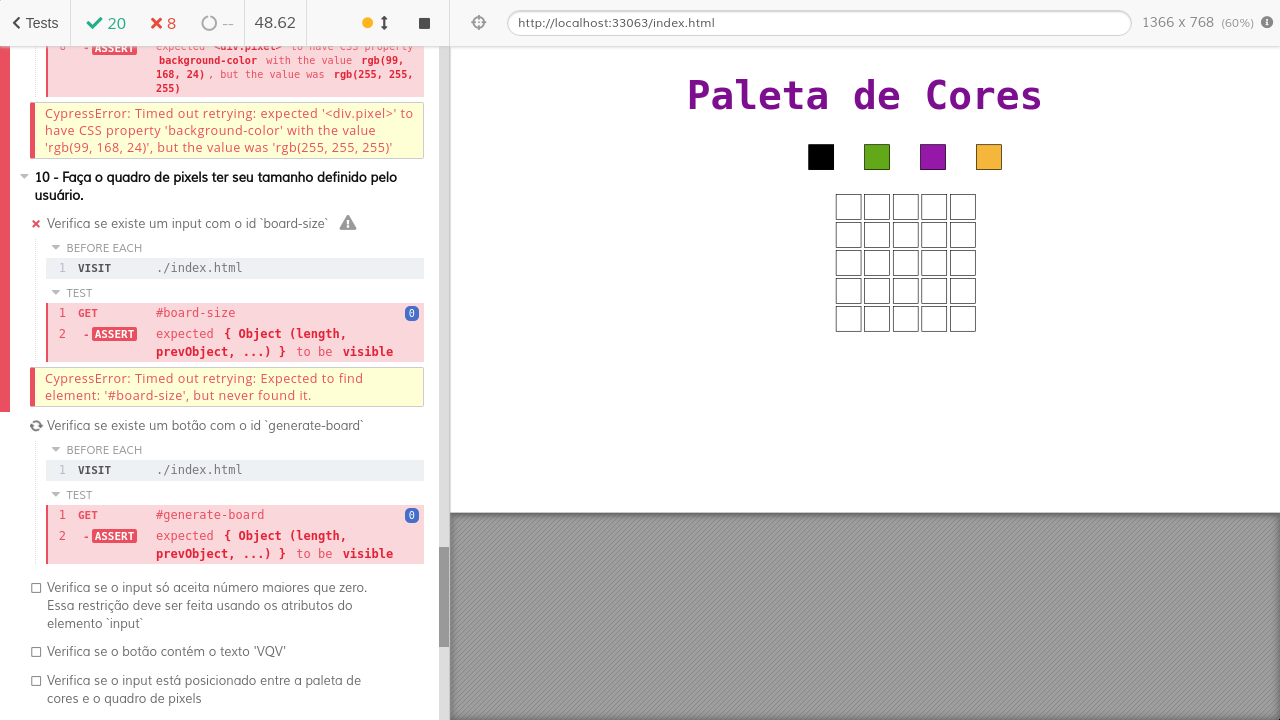 Tests
20
8
--
48.62
http://localhost:33063/index.html
1366 x 768 (60%)
- ASSERT expected <div.pixel> to have CSS property
background-color with the value rgb(99,
168, 24), but the value was rgb(255, 255,
255)
CypressError: Timed out retrying: expected '<div.pixel>' to
have CSS property 'background-color' with the value
'rgb(99, 168, 24)', but the value was 'rgb(255, 255, 255)'
10 - Faça o quadro de pixels ter seu tamanho definido pelo
usuário.
Verifica se existe um input com o id `board-size`
BEFORE EACH
1 VISIT ./index.html
TEST
1 GET #board-size 0
2 - ASSERT expected { Object (length,
prevObject, ...) } to be visible
CypressError: Timed out retrying: Expected to find
element: '#board-size', but never found it.
Verifica se existe um botão com o id `generate-board`
BEFORE EACH
1 VISIT ./index.html
TEST
1 GET #generate-board 0
2 - ASSERT expected { Object (length,
prevObject, ...) } to be visible
Verifica se o input só aceita número maiores que zero.
Essa restrição deve ser feita usando os atributos do
elemento `input`
Verifica se o botão contém o texto 'VQV'
Verifica se o input está posicionado entre a paleta de
cores e o quadro de pixels
Paleta de Cores